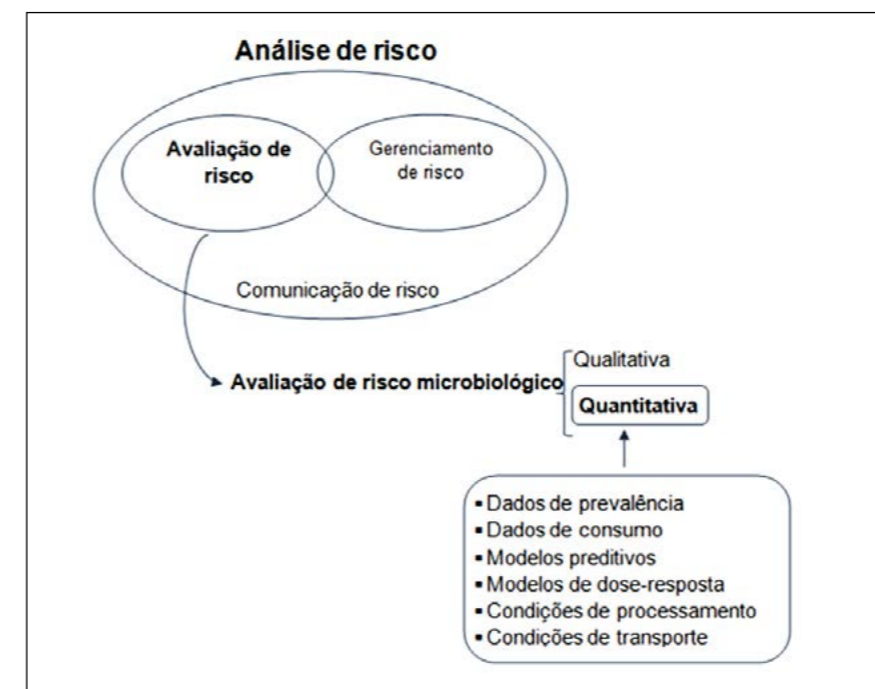 Análise de risco
Avaliação de
risco
Gerenciamento
de risco
Comunicação de risco
Avaliação de risco microbiológico
Qualitativa
Quantitativa
▪ Dados de prevalência
▪ Dados de consumo
▪ Modelos preditivos
▪ Modelos de dose-resposta
▪ Condições de processamento
▪ Condições de transporte